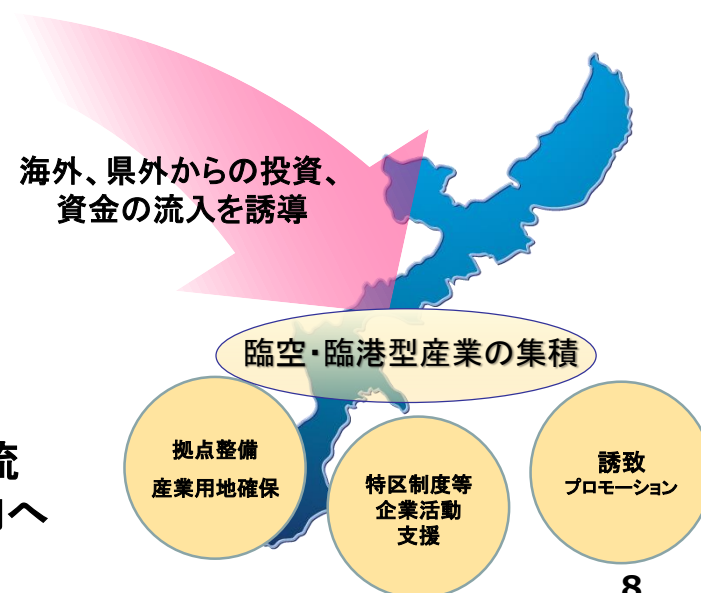 海外、県外からの投資、
資金の流入を誘導
臨空・臨港型産業の集積
拠点整備
産業用地確保
特区制度等
企業活動
支援
誘致
プロモーション
流
へ
8